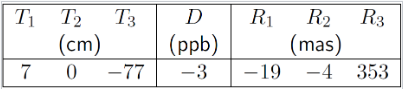 T₁ T₂ T₃ D R₁ R₂ R₃
(cm) (ppb) (mas)
7 0 −77 −3 −19 −4 353